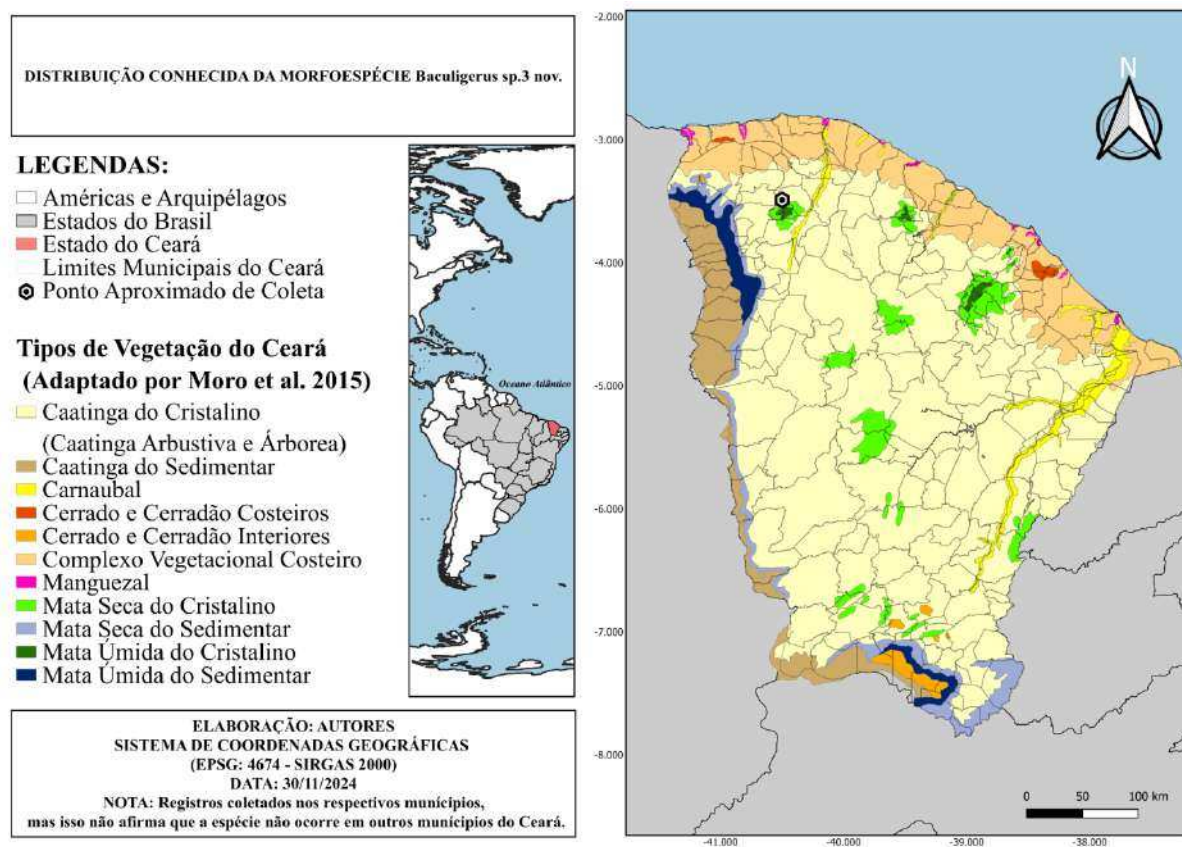 DISTRIBUIÇÃO CONHECIDA DA MORFOESPÉCIE Baculigerus sp.3 nov.
LEGENDAS:
Américas e Arquipélagos
Estados do Brasil
Estado do Ceará
Limites Municipais do Ceará
Ponto Aproximado de Coleta
Tipos de Vegetação do Ceará
(Adaptado por Moro et al. 2015)
Caatinga do Cristalino
(Caatinga Arbustiva e Árborea)
Caatinga do Sedimentar
Carnaubal
Cerrado e Cerradão Costeiros
Cerrado e Cerradão Interiores
Complexo Vegetacional Costeiro
Manguezal
Mata Seca do Cristalino
Mata Seca do Sedimentar
Mata Úmida do Cristalino
Mata Úmida do Sedimentar
Oceano Atlântico
ELABORAÇÃO: AUTORES
SISTEMA DE COORDENADAS GEOGRÁFICAS
(EPSG: 4674 - SIRGAS 2000)
DATA: 30/11/2024
NOTA: Registros coletados nos respectivos munícipios,
mas isso não afirma que a espécie não ocorre em outros munícipios do Ceará.
-2.000
-3.000
-4.000
-5.000
-6.000
-7.000
-8.000
N
0 50 100 km
-41.000 -40.000 -39.000 -38.000